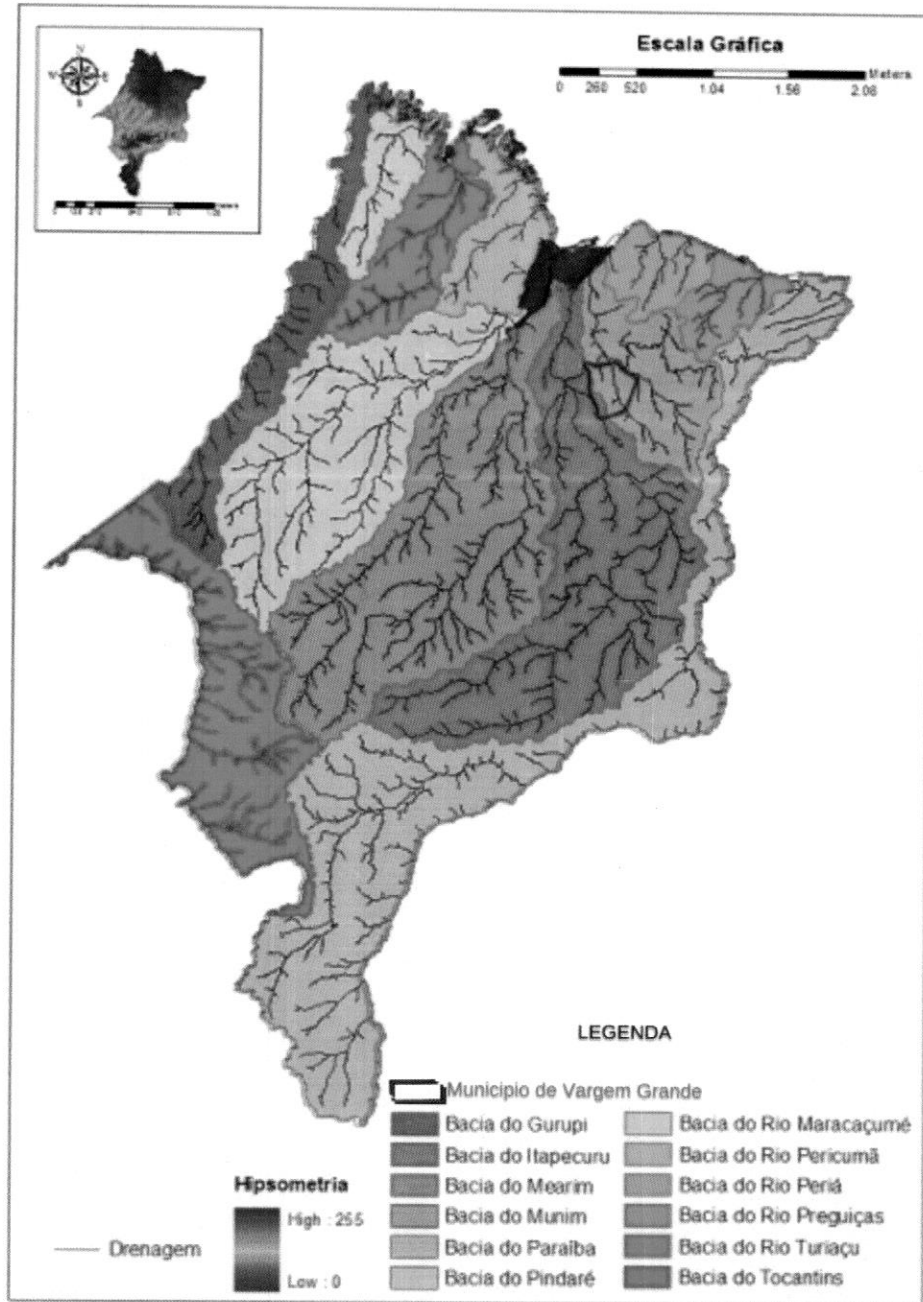 N
W E
S
Escala Gráfica
Meters
0 260 520 1.04 1.56 2.08
LEGENDA
Municipio de Vargem Grande
Bacia do Gurupi
Bacia do Itapecuru
Bacia do Mearim
Bacia do Munim
Bacia do Paraíba
Bacia do Pindaré
Bacia do Rio Maracaçumé
Bacia do Rio Pericumã
Bacia do Rio Periá
Bacia do Rio Preguiças
Bacia do Rio Turiaçu
Bacia do Tocantins
Hipsometria
High : 255
Low : 0
Drenagem